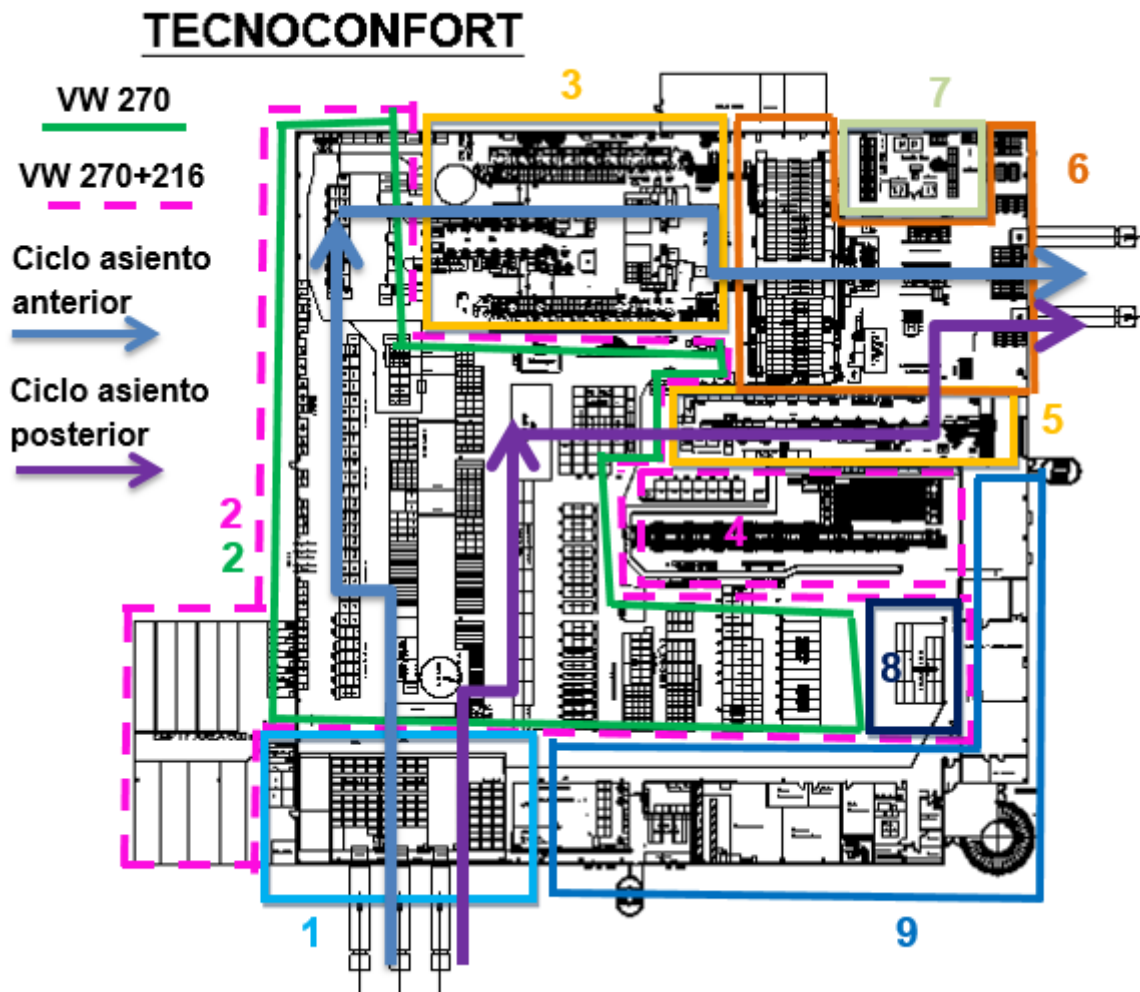 TECNOCONFORT
VW 270
VW 270+216
Ciclo asiento
anterior
Ciclo asiento
posterior
3
7
6
5
2
2
4
8
1
9